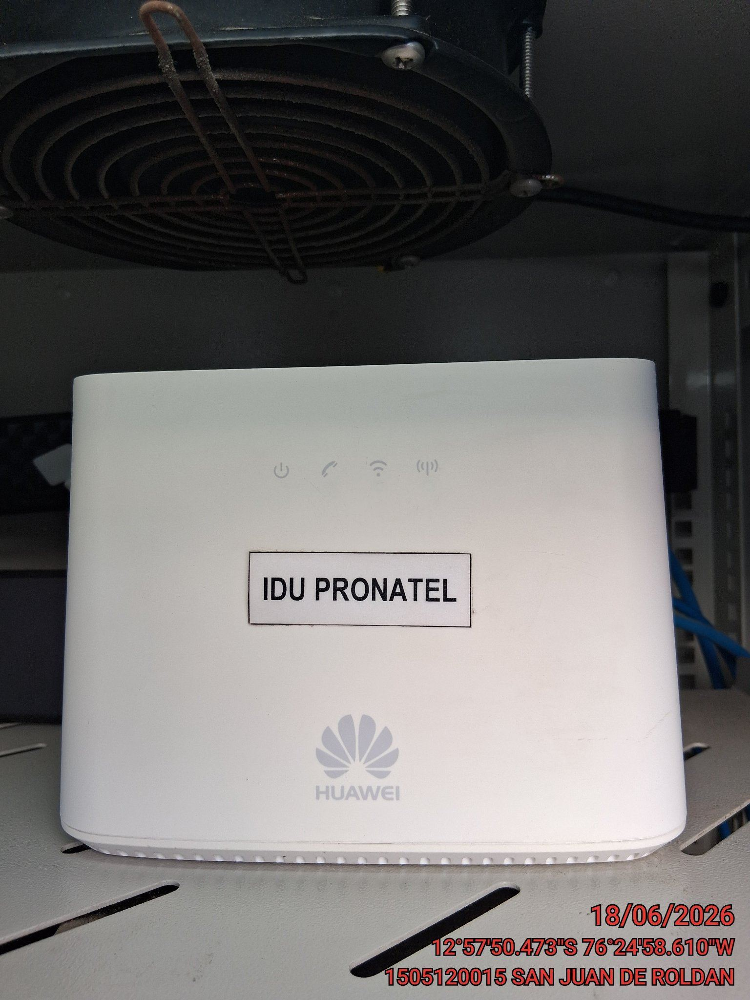 IDU PRONATEL
HUAWEI
18/06/2026
12°57'50.473"S 76°24'58.610"W
1505120015 SAN JUAN DE ROLDAN